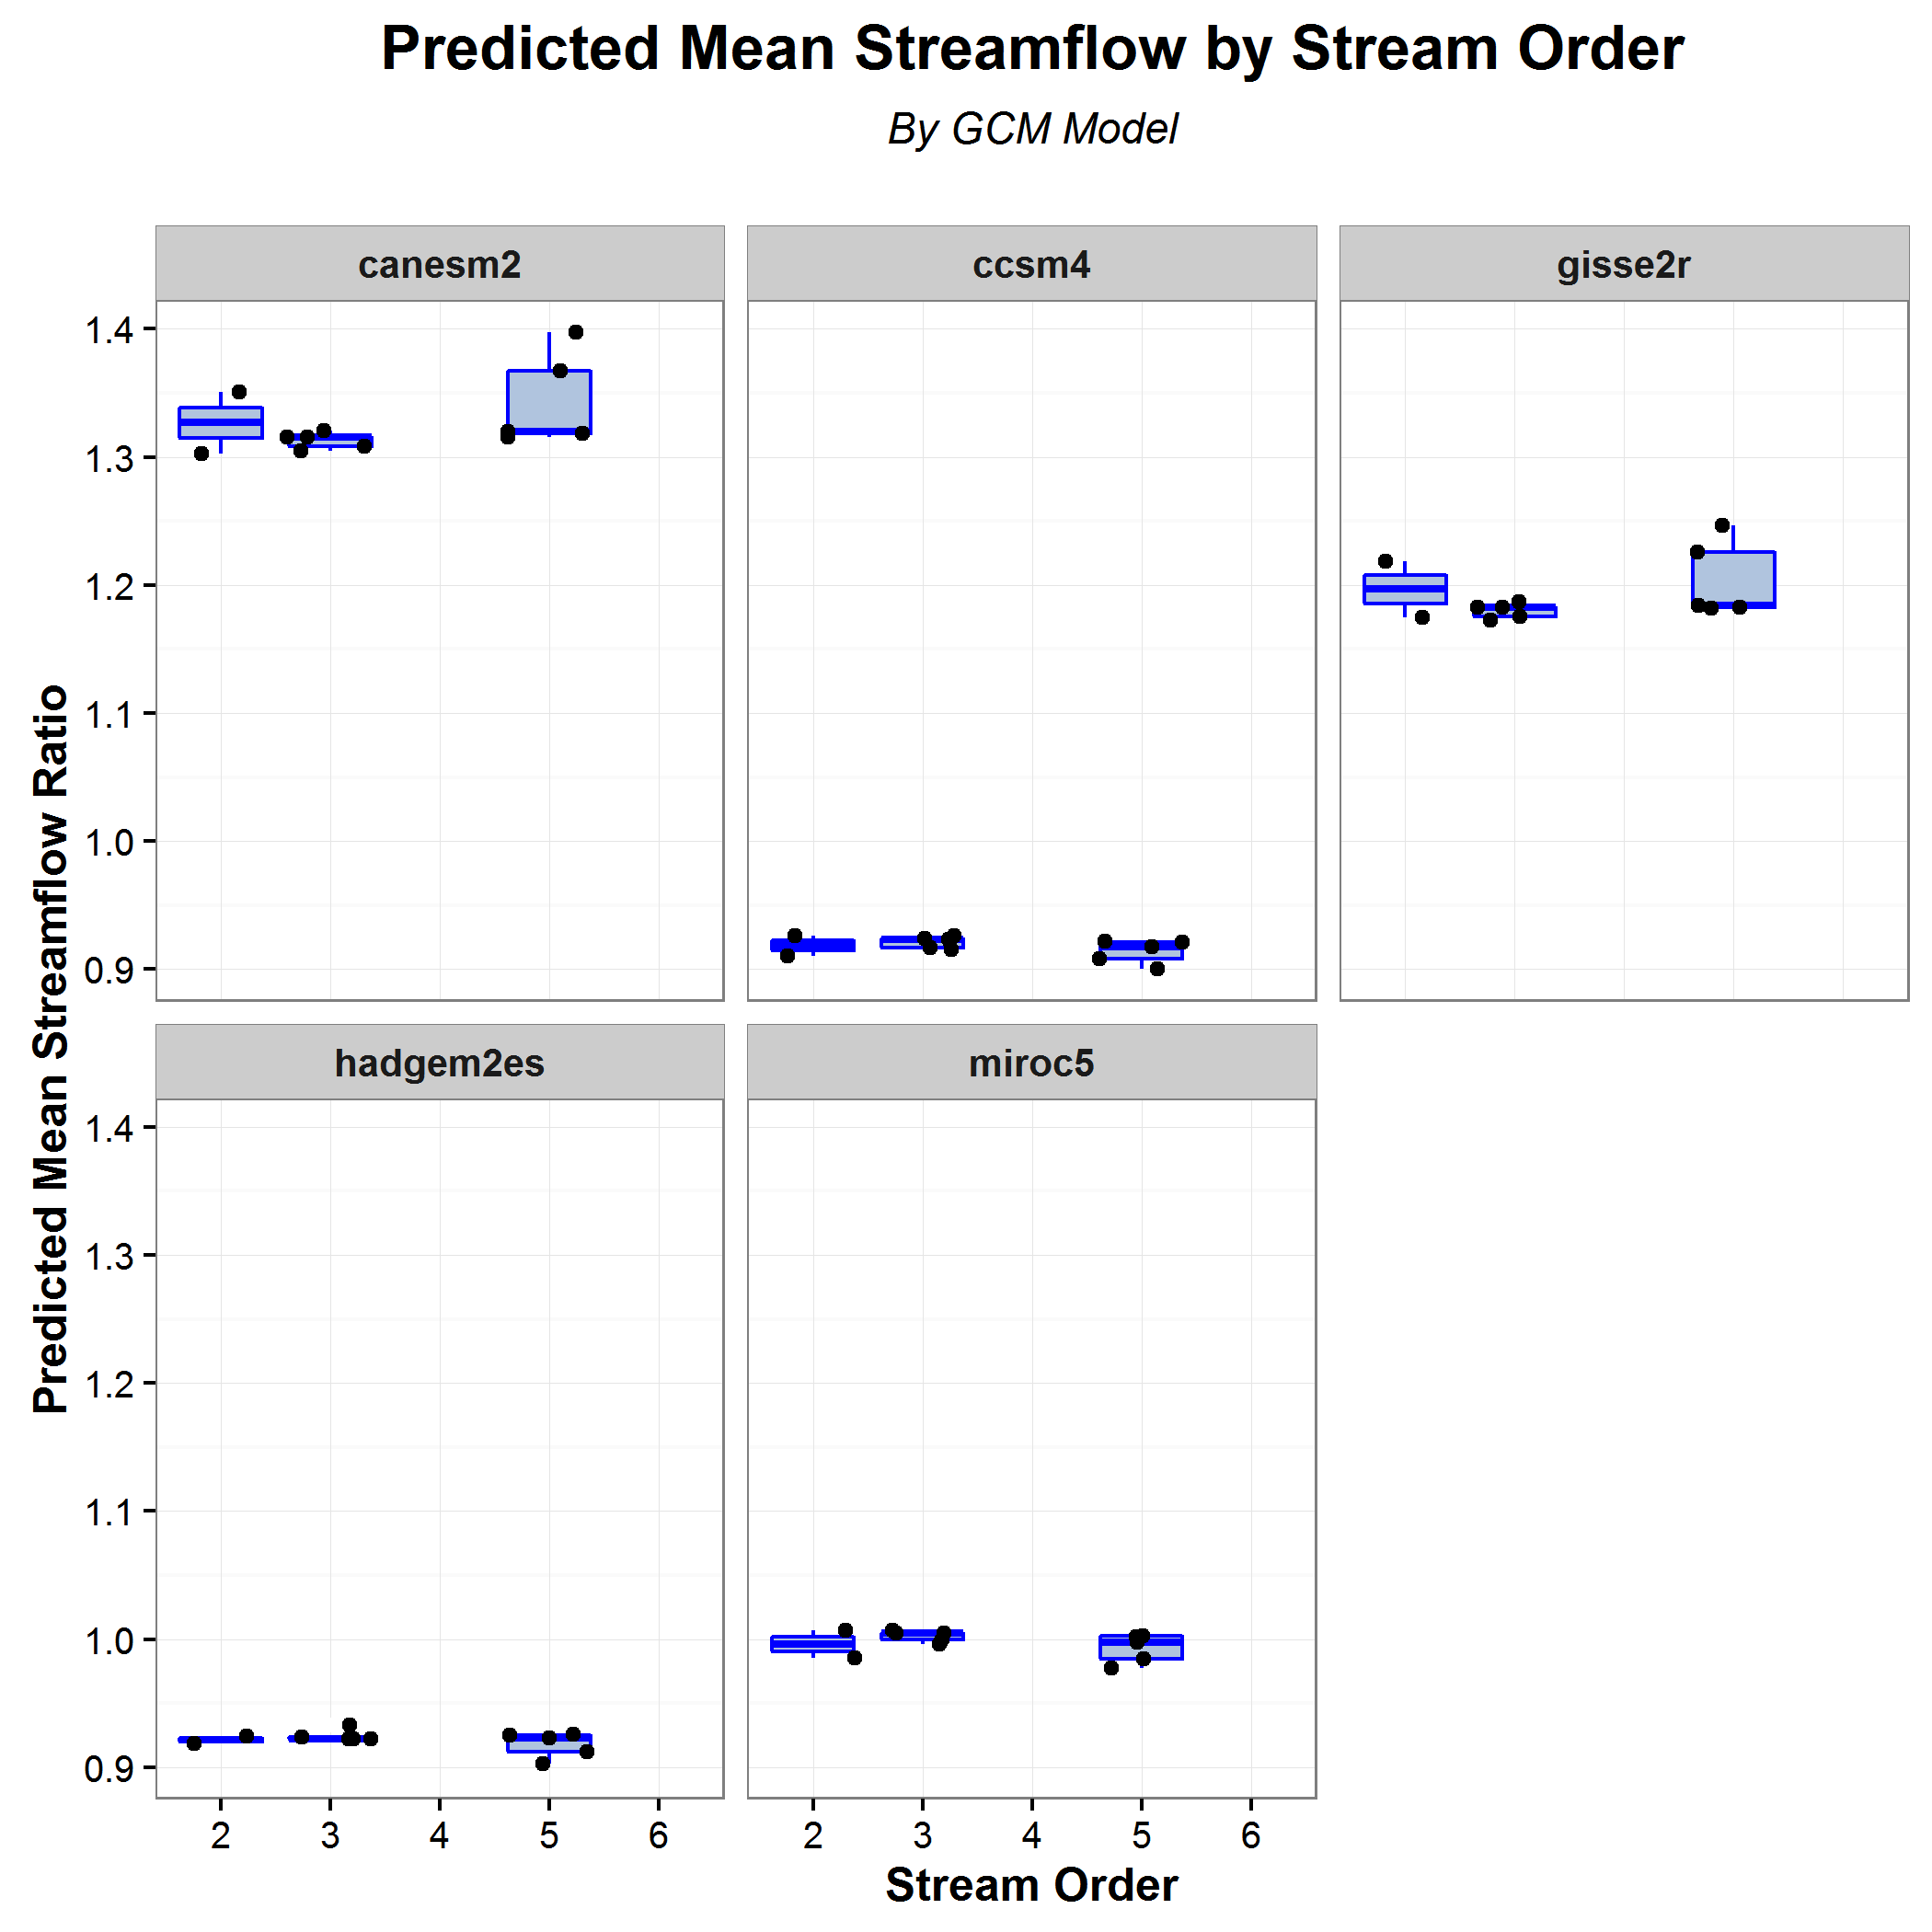 Predicted Mean Streamflow by Stream Order
By GCM Model
canesm2
ccsm4
gisse2r
1.4
1.3
1.2
1.1
1.0
0.9
Predicted Mean Streamflow Ratio
hadgem2es
miroc5
1.4
1.3
1.2
1.1
1.0
0.9
2 3 4 5 6
2 3 4 5 6
Stream Order